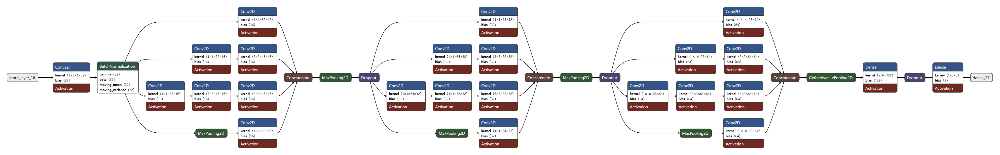 input_layer_16
Conv2D
kernel ⟨3×3×1×32⟩
bias ⟨32⟩
Activation
BatchNormalization
gamma ⟨32⟩
beta ⟨32⟩
moving_mean ⟨32⟩
moving_variance ⟨32⟩
Conv2D
kernel ⟨1×1×32×16⟩
bias ⟨16⟩
Activation
Conv2D
kernel ⟨1×1×32×16⟩
bias ⟨16⟩
Activation
Conv2D
kernel ⟨3×3×16×16⟩
bias ⟨16⟩
Activation
Conv2D
kernel ⟨1×1×32×16⟩
bias ⟨16⟩
Activation
Conv2D
kernel ⟨3×3×16×16⟩
bias ⟨16⟩
Activation
Conv2D
kernel ⟨3×3×16×16⟩
bias ⟨16⟩
Activation
MaxPooling2D
Conv2D
kernel ⟨1×1×32×16⟩
bias ⟨16⟩
Activation
Concatenate
MaxPooling2D
Dropout
Conv2D
kernel ⟨1×1×64×32⟩
bias ⟨32⟩
Activation
Conv2D
kernel ⟨1×1×64×32⟩
bias ⟨32⟩
Activation
Conv2D
kernel ⟨3×3×32×32⟩
bias ⟨32⟩
Activation
Conv2D
kernel ⟨1×1×64×32⟩
bias ⟨32⟩
Activation
Conv2D
kernel ⟨3×3×32×32⟩
bias ⟨32⟩
Activation
Conv2D
kernel ⟨3×3×32×32⟩
bias ⟨32⟩
Activation
MaxPooling2D
Conv2D
kernel ⟨1×1×64×32⟩
bias ⟨32⟩
Activation
Concatenate
MaxPooling2D
Dropout
Conv2D
kernel ⟨1×1×128×64⟩
bias ⟨64⟩
Activation
Conv2D
kernel ⟨1×1×128×64⟩
bias ⟨64⟩
Activation
Conv2D
kernel ⟨3×3×64×64⟩
bias ⟨64⟩
Activation
Conv2D
kernel ⟨1×1×128×64⟩
bias ⟨64⟩
Activation
Conv2D
kernel ⟨3×3×64×64⟩
bias ⟨64⟩
Activation
Conv2D
kernel ⟨3×3×64×64⟩
bias ⟨64⟩
Activation
MaxPooling2D
Conv2D
kernel ⟨1×1×128×64⟩
bias ⟨64⟩
Activation
Concatenate
GlobalAver...ePooling2D
Dense
kernel ⟨256×128⟩
bias ⟨128⟩
Activation
Dropout
Dense
kernel ⟨128×3⟩
bias ⟨3⟩
Activation
dense_27